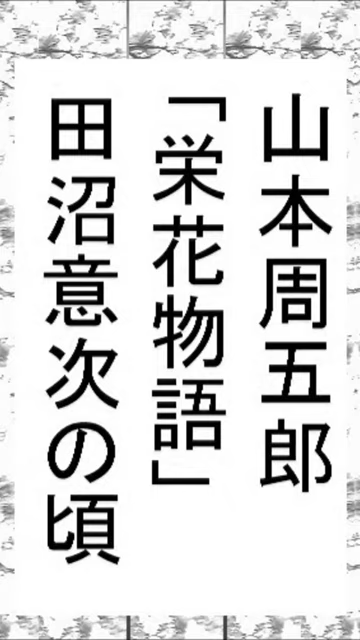 山本周五郎
「栄花物語」
田沼意次の頃